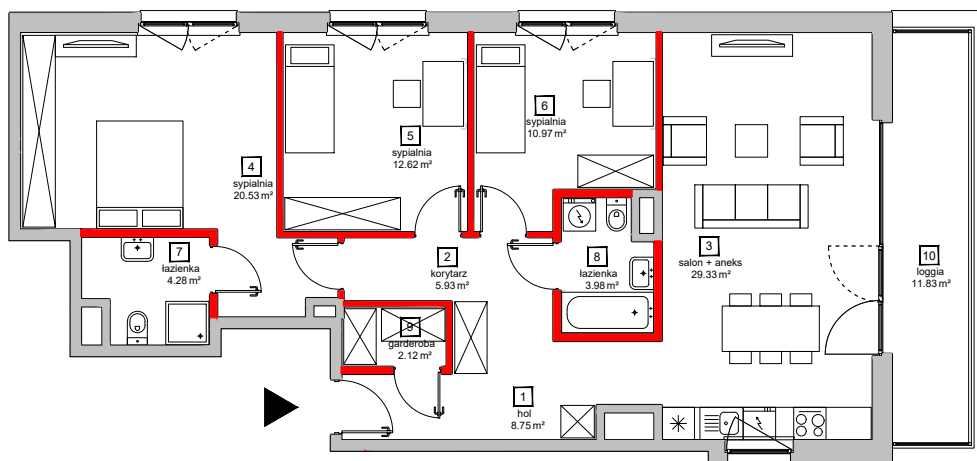 4
sypialnia
20.53 m²
5
sypialnia
12.62 m²
6
sypialnia
10.97 m²
7
łazienka
4.28 m²
2
korytarz
5.93 m²
8
łazienka
3.98 m²
3
salon + aneks
29.33 m²
10
loggia
11.83 m²
9
garderoba
2.12 m²
1
hol
8.75 m²